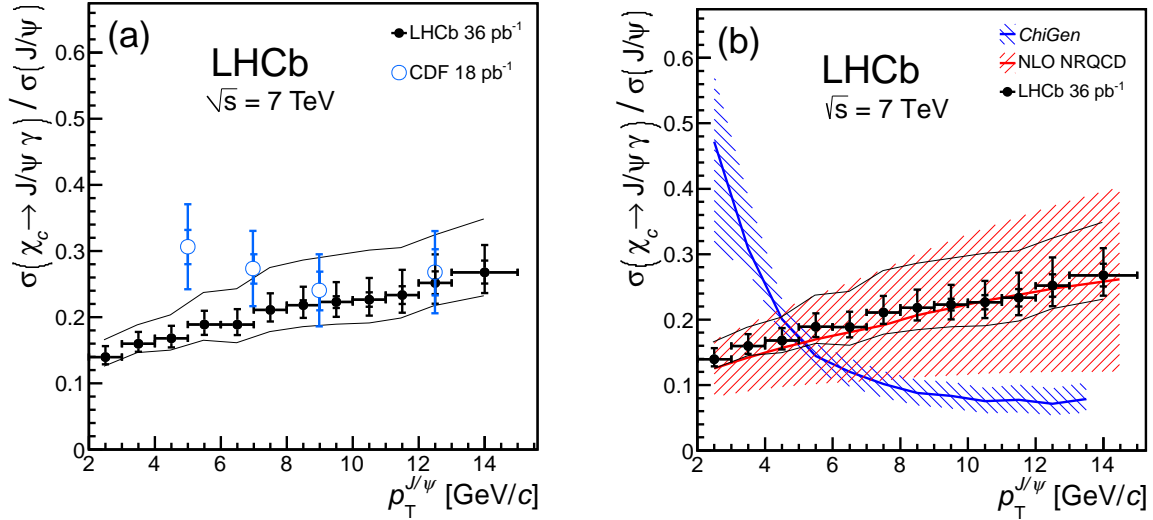 (a)
LHCb 36 pb⁻¹
CDF 18 pb⁻¹
LHCb
√s = 7 TeV
σ(χc → J/ψ γ) / σ(J/ψ)
0.6
0.5
0.4
0.3
0.2
0.1
0
2 4 6 8 10 12 14
p_T^{J/ψ} [GeV/c]
(b)
ChiGen
NLO NRQCD
LHCb 36 pb⁻¹
LHCb
√s = 7 TeV
σ(χc → J/ψ γ) / σ(J/ψ)
0.6
0.5
0.4
0.3
0.2
0.1
0
2 4 6 8 10 12 14
p_T^{J/ψ} [GeV/c]